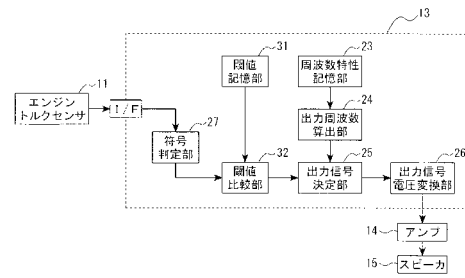 13
31
23
閾値
記憶部
周波数特性
記憶部
11
24
エンジン
トルクセンサ
I/F
27
出力周波数
算出部
符号
判定部
32
25
26
閾値
比較部
出力信号
決定部
出力信号
電圧変換部
14
アンプ
15
スピーカ